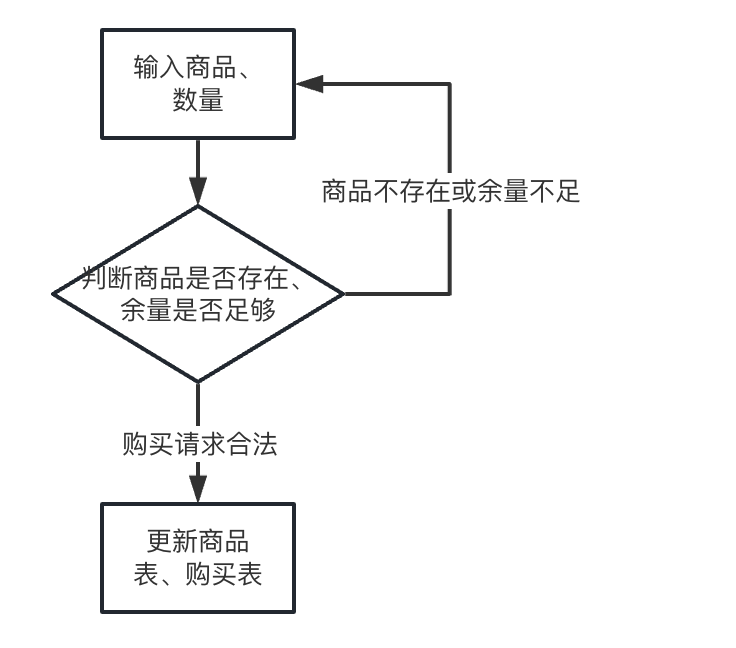 输入商品、
数量
商品不存在或余量不足
判断商品是否存在、
余量是否足够
购买请求合法
更新商品
表、购买表